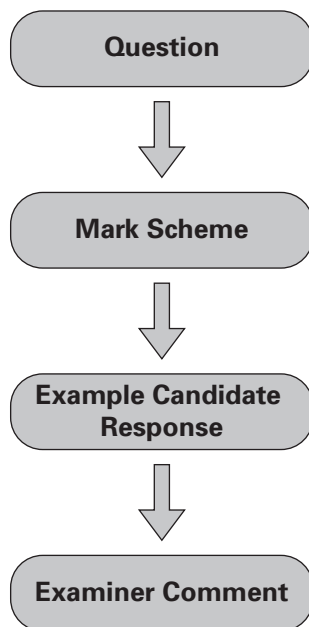 Question
Mark Scheme
Example Candidate
Response
Examiner Comment